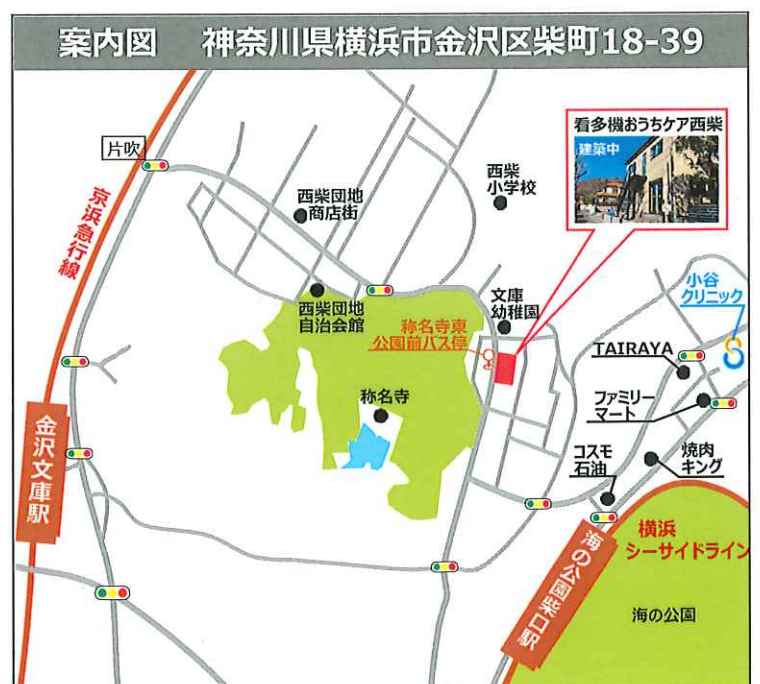 案内図 神奈川県横浜市金沢区柴町18-39
片吹
京浜急行線
西柴団地
商店街
西柴
小学校
看多機おうちケア西柴
建築中
西柴団地
自治会館
文庫
幼稚園
称名寺東
公園前バス停
小谷
クリニック
TAIRAYA
称名寺
ファミリー
マート
金沢文庫駅
コスモ
石油
焼肉
キング
横浜
シーサイドライン
海の公園柴口駅
海の公園